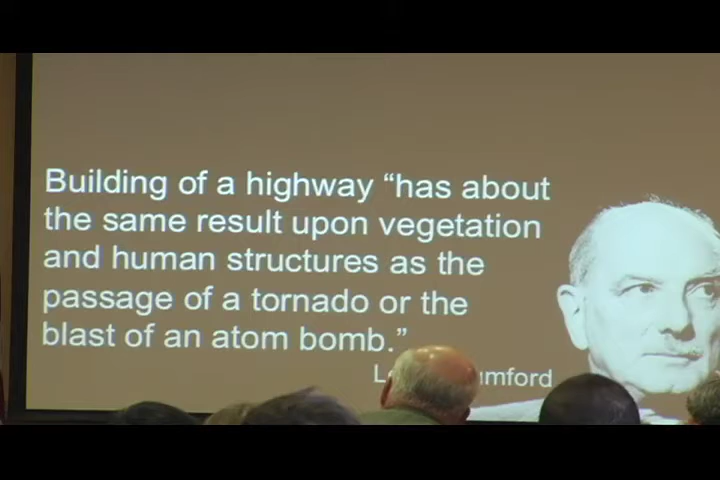 Building of a highway “has about
the same result upon vegetation
and human structures as the
passage of a tornado or the
blast of an atom bomb.”